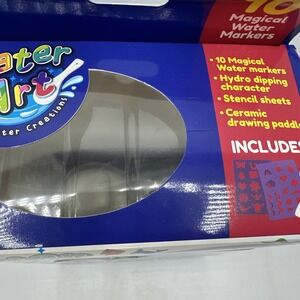 10
Magical
Water
Markers
ater
Art
ter Creations
• 10 Magical
Water markers
• Hydro dipping
character
• Stencil sheets
• Ceramic
drawing paddle
INCLUDES